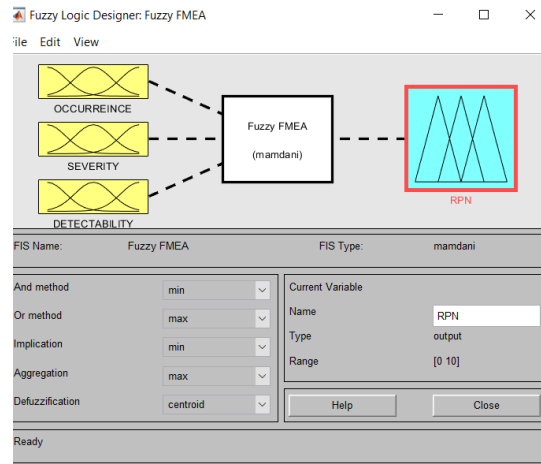 Fuzzy Logic Designer: Fuzzy FMEA
File Edit View
OCCURREINCE
SEVERITY
DETECTABILITY
Fuzzy FMEA
(mamdani)
RPN
FIS Name: Fuzzy FMEA FIS Type: mamdani
And method min
Or method max
Implication min
Aggregation max
Defuzzification centroid
Current Variable
Name RPN
Type output
Range [0 10]
Help Close
Ready